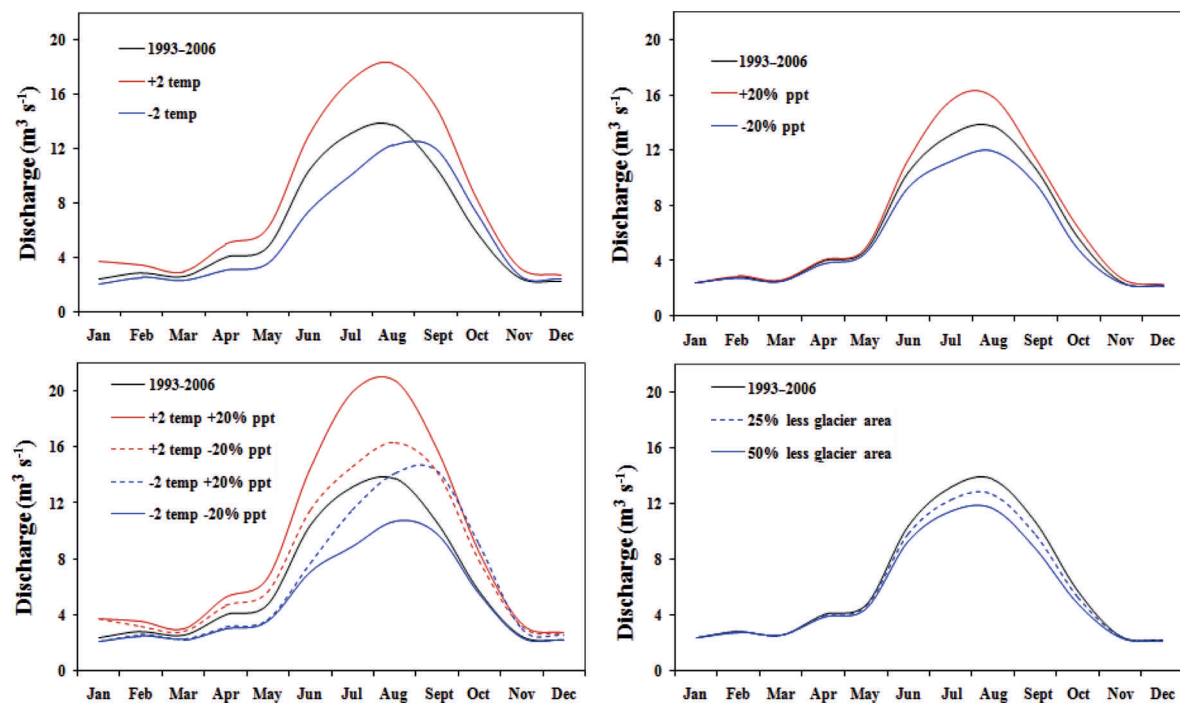 Discharge (m³ s⁻¹)
20
16
12
8
4
0
1993–2006
+2 temp
-2 temp
Jan Feb Mar Apr May Jun Jul Aug Sept Oct Nov Dec
Discharge (m³ s⁻¹)
20
16
12
8
4
0
1993–2006
+20% ppt
-20% ppt
Jan Feb Mar Apr May Jun Jul Aug Sept Oct Nov Dec
Discharge (m³ s⁻¹)
20
16
12
8
4
0
1993-2006
+2 temp +20% ppt
+2 temp -20% ppt
-2 temp +20% ppt
-2 temp -20% ppt
Jan Feb Mar Apr May Jun Jul Aug Sept Oct Nov Dec
Discharge (m³ s⁻¹)
20
16
12
8
4
0
1993–2006
25% less glacier area
50% less glacier area
Jan Feb Mar Apr May Jun Jul Aug Sept Oct Nov Dec